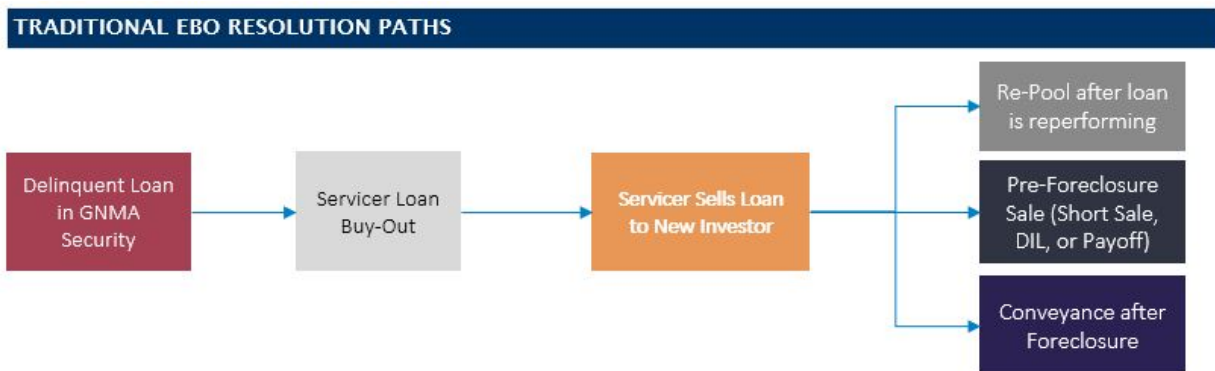 TRADITIONAL EBO RESOLUTION PATHS
Delinquent Loan
in GNMA
Security
Servicer Loan
Buy-Out
Servicer Sells Loan
to New Investor
Re-Pool after loan
is reperforming
Pre-Foreclosure
Sale (Short Sale,
DIL, or Payoff)
Conveyance after
Foreclosure